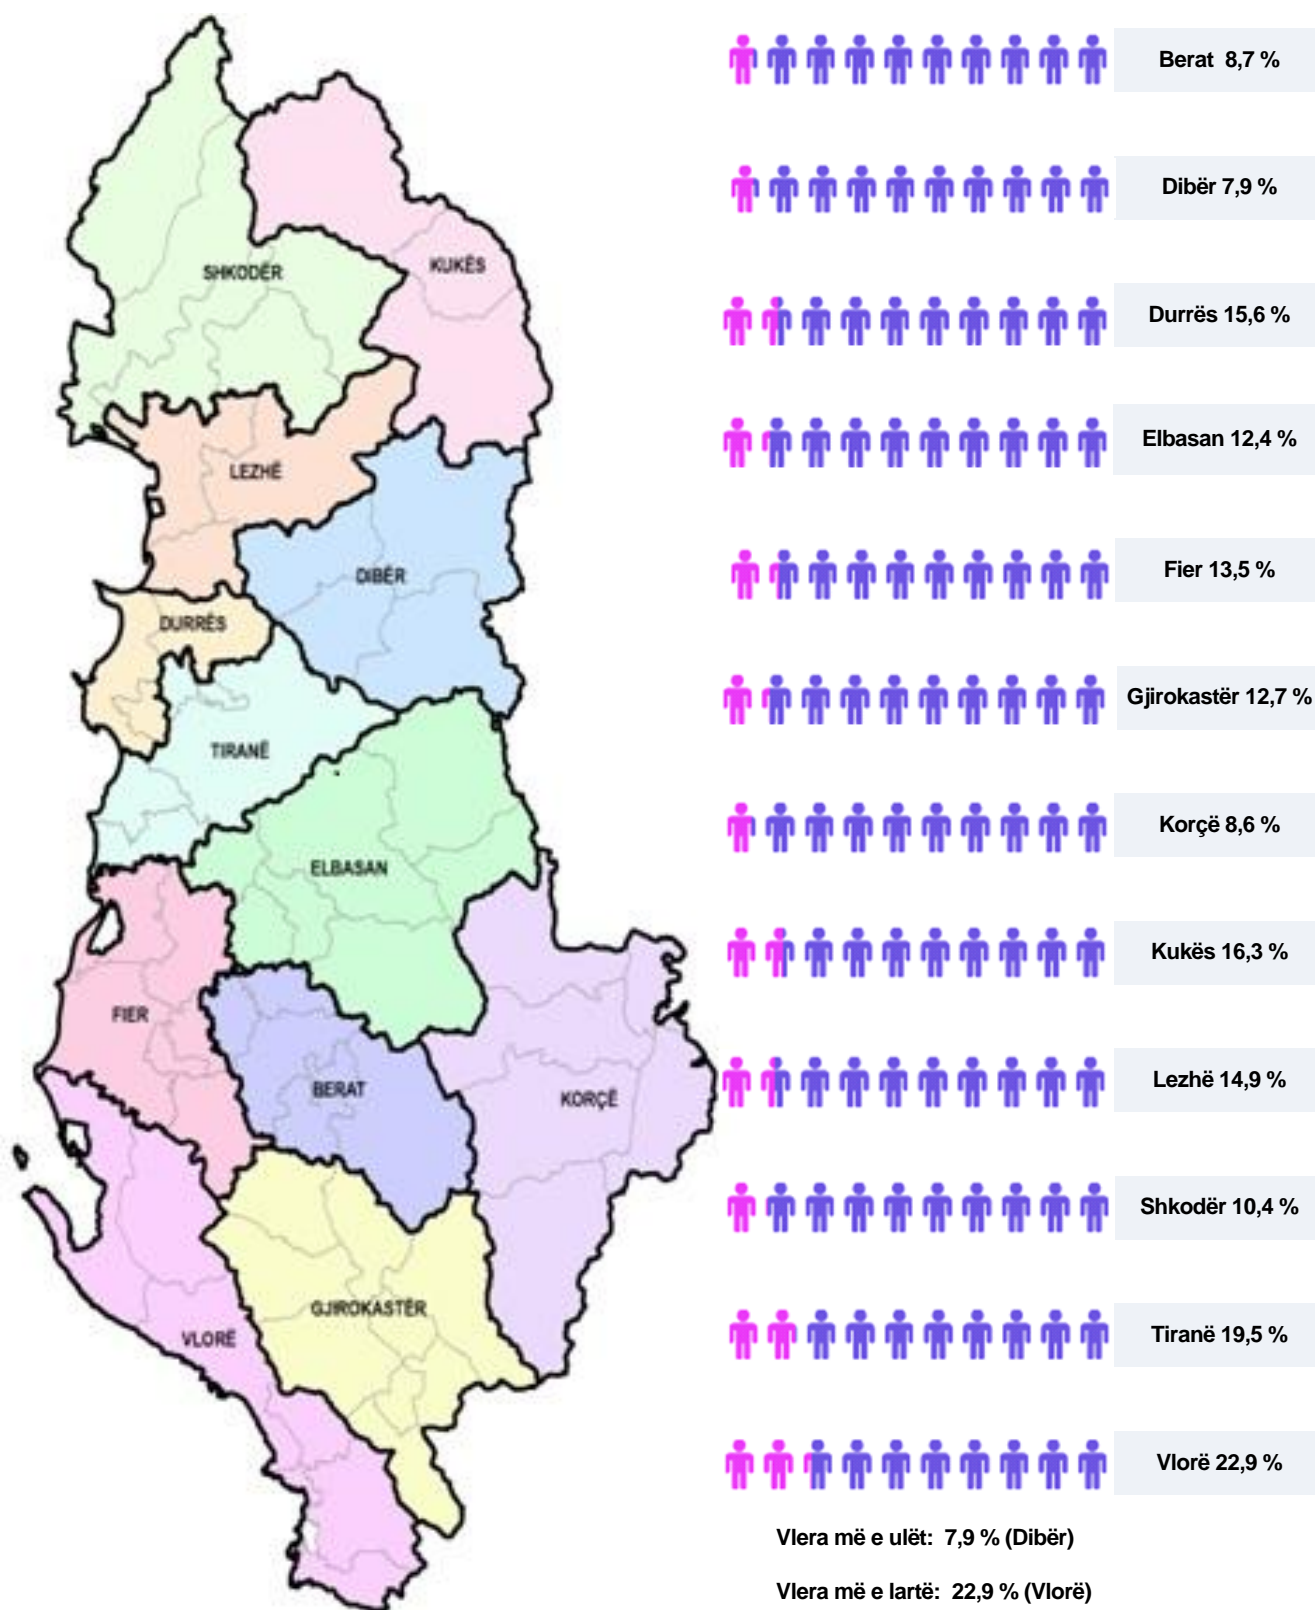 SHKODËR
KUKËS
LEZHË
DIBËR
DURRËS
TIRANË
ELBASAN
FIER
BERAT
KORÇË
GJIROKASTËR
VLORË
Berat 8,7 %
Dibër 7,9 %
Durrës 15,6 %
Elbasan 12,4 %
Fier 13,5 %
Gjirokastër 12,7 %
Korçë 8,6 %
Kukës 16,3 %
Lezhë 14,9 %
Shkodër 10,4 %
Tiranë 19,5 %
Vlorë 22,9 %
Vlera më e ulët: 7,9 % (Dibër)
Vlera më e lartë: 22,9 % (Vlorë)